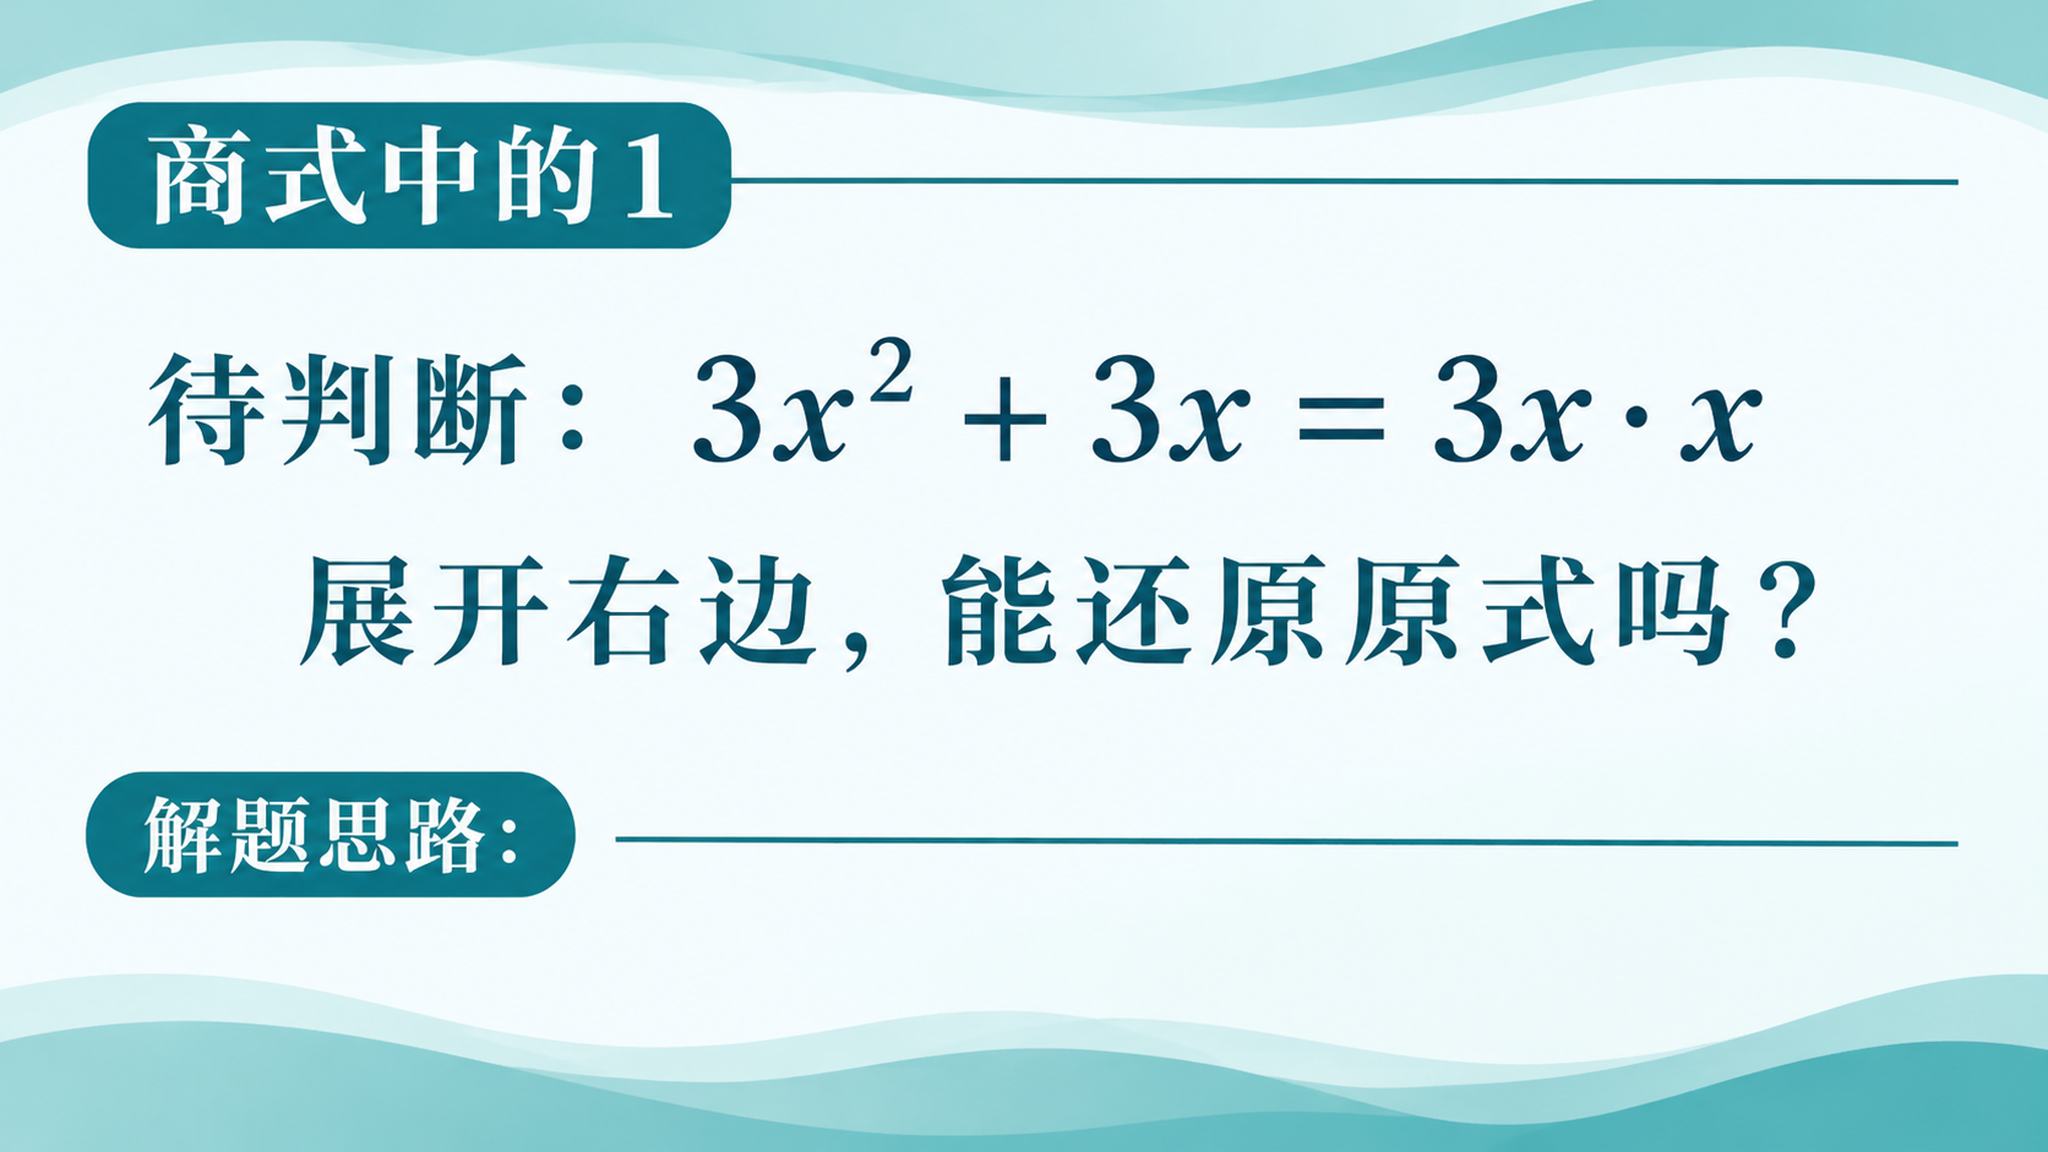 商式中的1
待判断：3x² + 3x = 3x · x
展开右边，能还原原式吗？
解题思路：